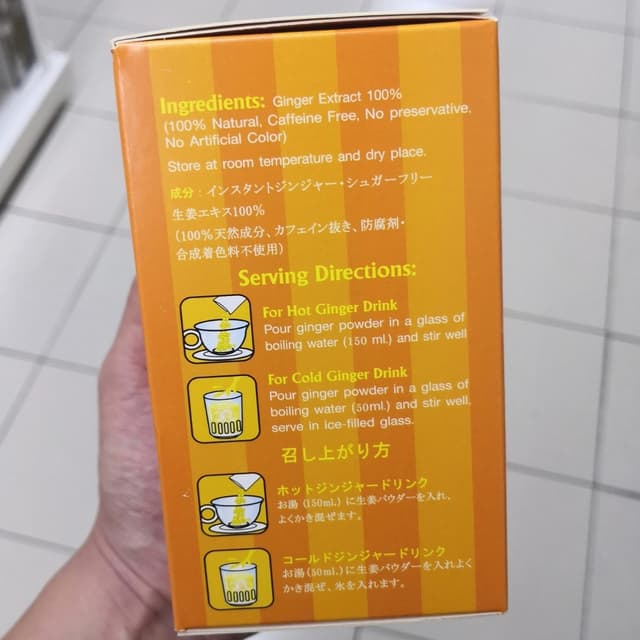 Ingredients: Ginger Extract 100%
(100% Natural, Caffeine Free, No preservative,
No Artificial Color)
Store at room temperature and dry place.
成分：インスタントジンジャー・シュガーフリー
生姜エキス100%
（100％天然成分、カフェイン抜き、防腐剤・
合成着色料不使用）
Serving Directions:
For Hot Ginger Drink
Pour ginger powder in a glass of
boiling water (150 ml.) and stir well
For Cold Ginger Drink
Pour ginger powder in a glass of
boiling water (50ml.) and stir well,
serve in ice-filled glass.
召し上がり方
ホットジンジャードリンク
お湯（150ml.）に生姜パウダーを入れ、
よくかき混ぜます。
コールドジンジャードリンク
お湯（50ml.）に生姜パウダーを入れよく
かき混ぜ、氷を入れます。